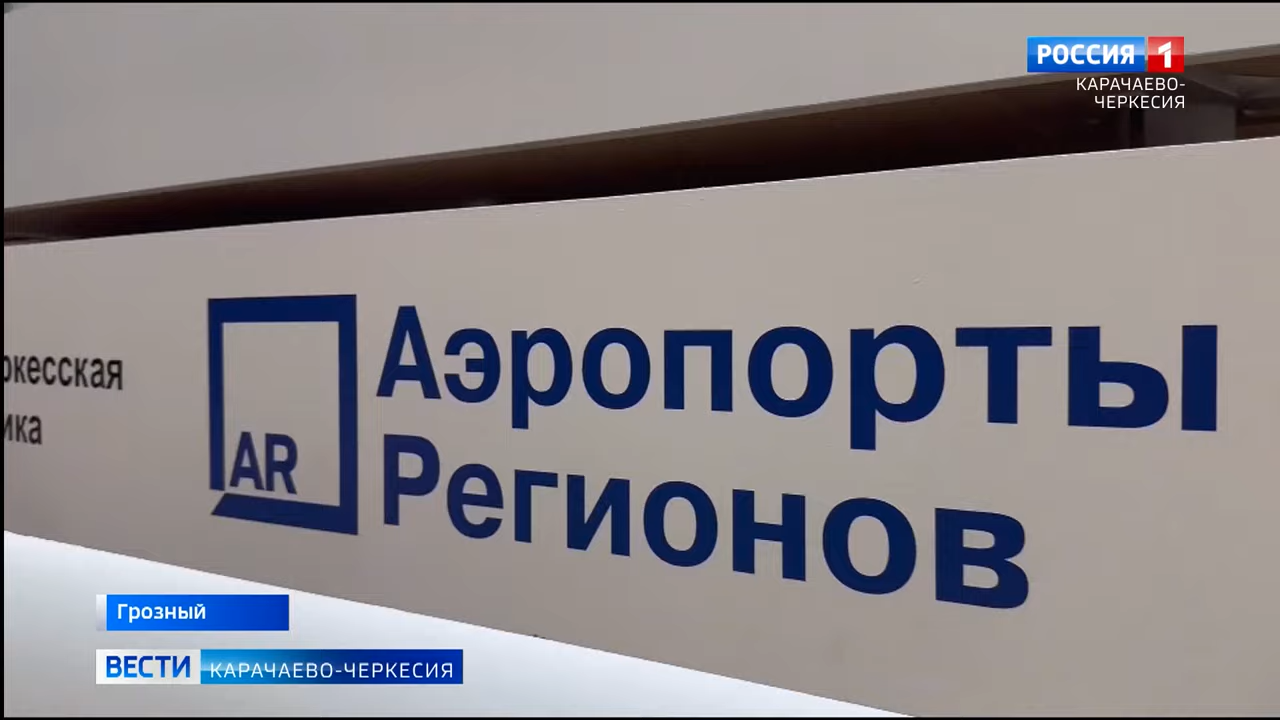 РОССИЯ 1
КАРАЧАЕВО-
ЧЕРКЕСИЯ
Аэропорты
Регионов
AR
Грозный
ВЕСТИ КАРАЧАЕВО-ЧЕРКЕСИЯ